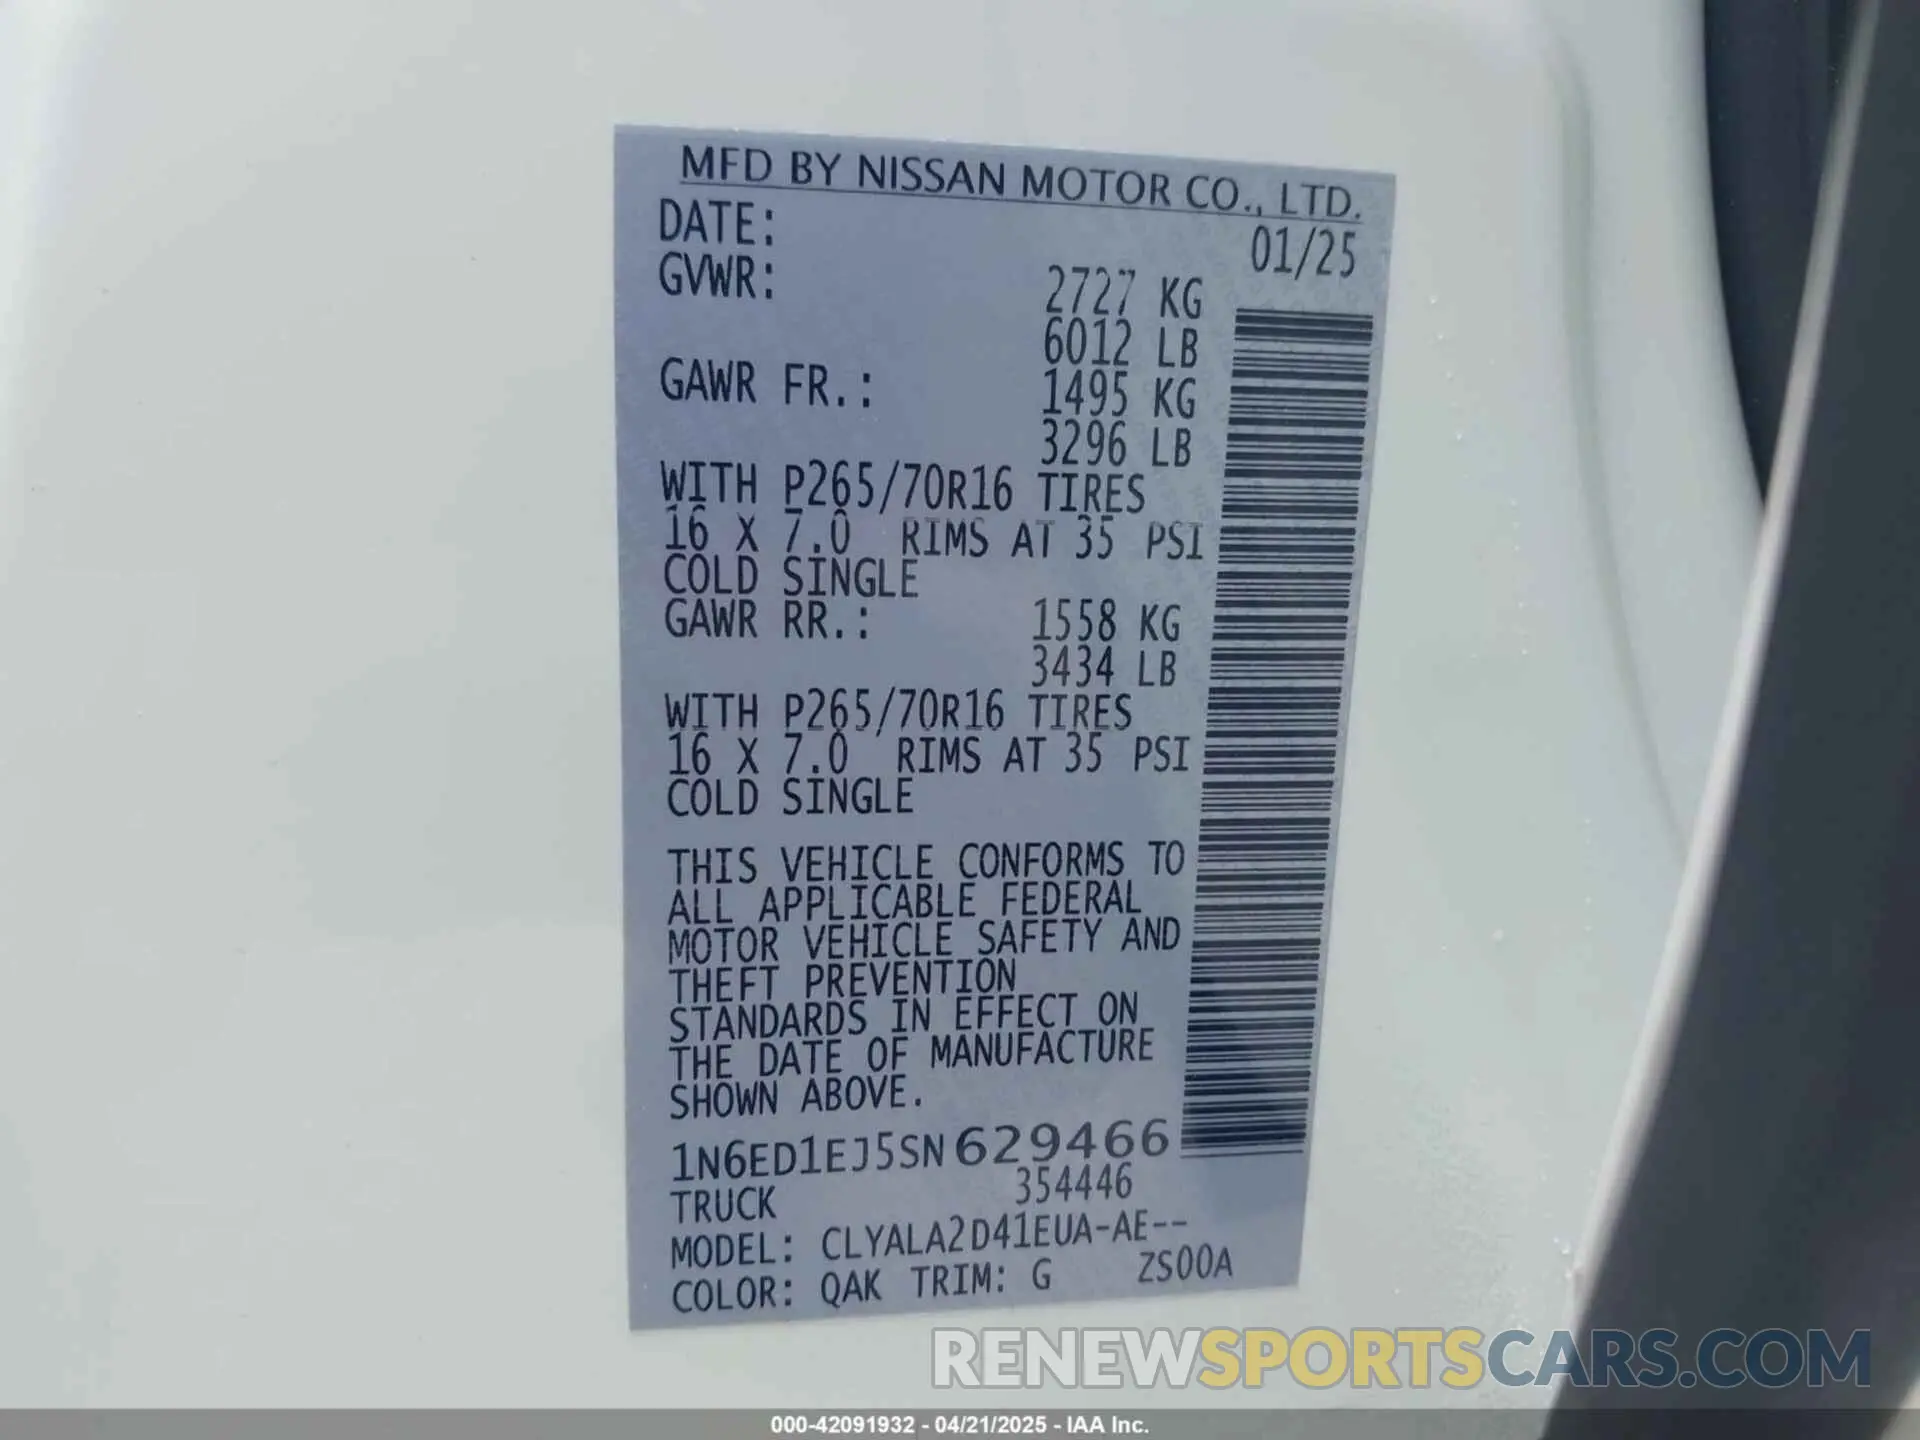 MFD BY NISSAN MOTOR CO., LTD.
DATE: 01/25
GVWR: 2727 KG
6012 LB
GAWR FR.: 1495 KG
3296 LB
WITH P265/70R16 TIRES
16 X 7.0 RIMS AT 35 PSI
COLD SINGLE
GAWR RR.: 1558 KG
3434 LB
WITH P265/70R16 TIRES
16 X 7.0 RIMS AT 35 PSI
COLD SINGLE
THIS VEHICLE CONFORMS TO
ALL APPLICABLE FEDERAL
MOTOR VEHICLE SAFETY AND
THEFT PREVENTION
STANDARDS IN EFFECT ON
THE DATE OF MANUFACTURE
SHOWN ABOVE.
1N6ED1EJ5SN629466
TRUCK 354446
MODEL: CLYALA2D41EUA-AE--
COLOR: QAK TRIM: G ZS00A
RENEWSPORTSCARS.COM
000-42091932 - 04/21/2025 - IAA Inc.